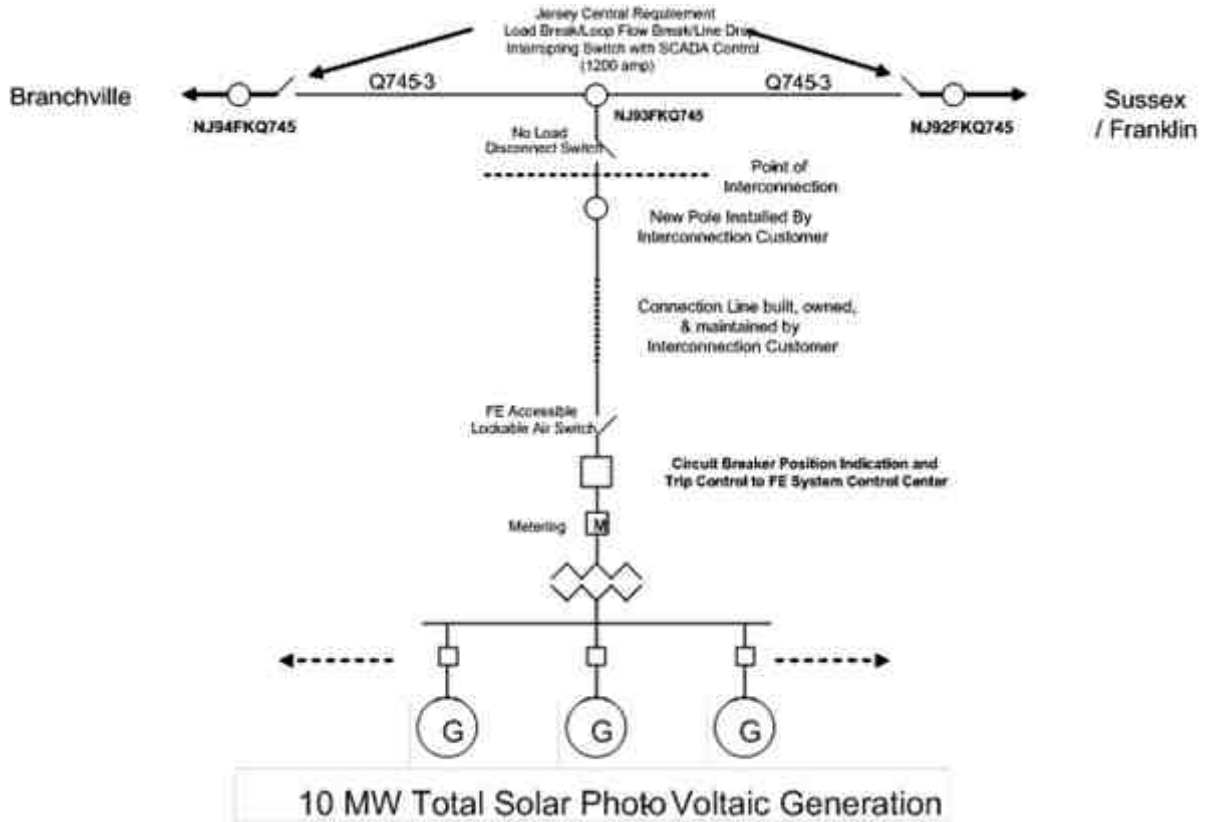 Jersey Central Requirement
Load Break/Loop Flow Break/Line Drop
Interrupting Switch with SCADA Control
(1200 amp)
Branchville
Q745-3
Q745-3
Sussex
/ Franklin
NJ94FKQ745
NJ93FKQ745
NJ92FKQ745
No Load
Disconnect Switch
Point of
Interconnection
New Pole Installed By
Interconnection Customer
Connection Line built, owned,
& maintained by
Interconnection Customer
FE Accessible
Lockable Air Switch
Circuit Breaker Position Indication and
Trip Control to FE System Control Center
Metering
M
G
G
G
10 MW Total Solar Photo Voltaic Generation